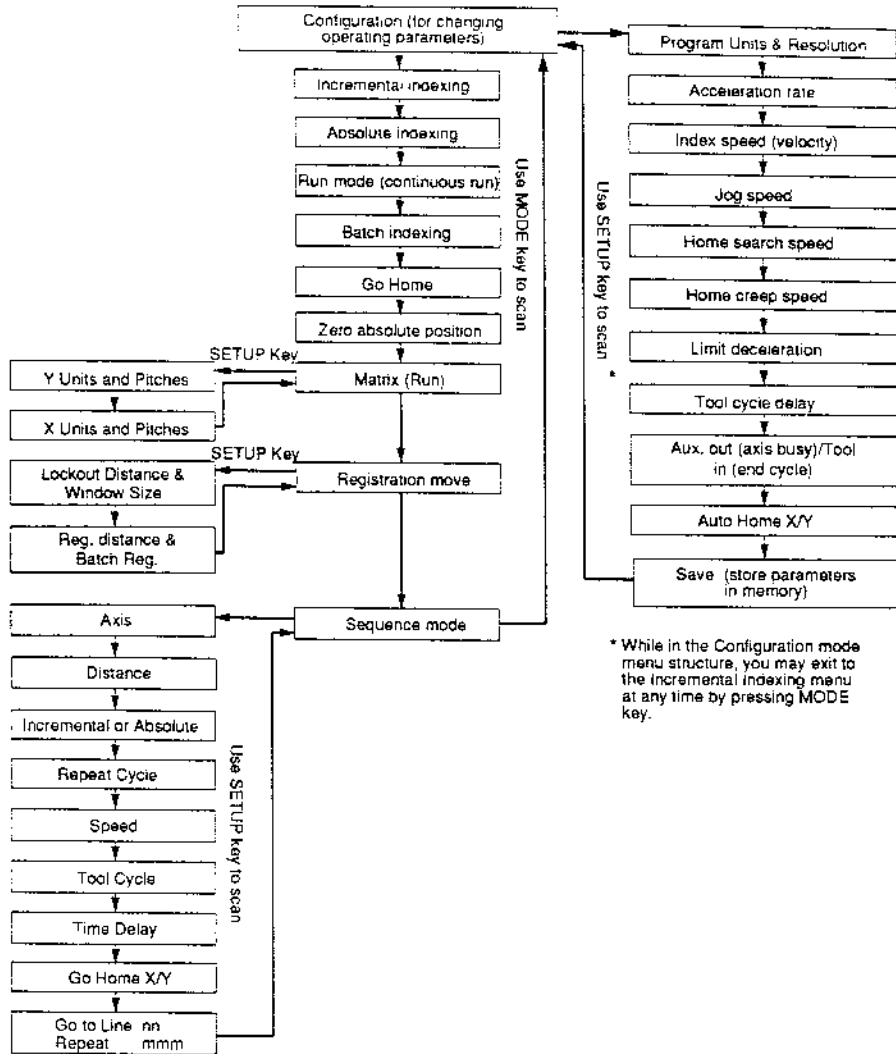 Configuration (for changing
operating parameters)
Incremental indexing
Absolute indexing
Run mode (continuous run)
Batch indexing
Go Home
Zero absolute position
Matrix (Run)
Registration move
Sequence mode
Use MODE key to scan
SETUP Key
Y Units and Pitches
X Units and Pitches
SETUP Key
Lockout Distance &
Window Size
Reg. distance &
Batch Reg.
Axis
Distance
Incremental or Absolute
Repeat Cycle
Speed
Tool Cycle
Time Delay
Go Home X/Y
Go to Line nn
Repeat mmm
Use SETUP key to scan
Program Units & Resolution
Acceleration rate
Index speed (velocity)
Jog speed
Home search speed
Home creep speed
Limit deceleration
Tool cycle delay
Aux. out (axis busy)/Tool
in (end cycle)
Auto Home X/Y
Save (store parameters
in memory)
Use SETUP key to scan *
* While in the Configuration mode
menu structure, you may exit to
the incremental indexing menu
at any time by pressing MODE
key.